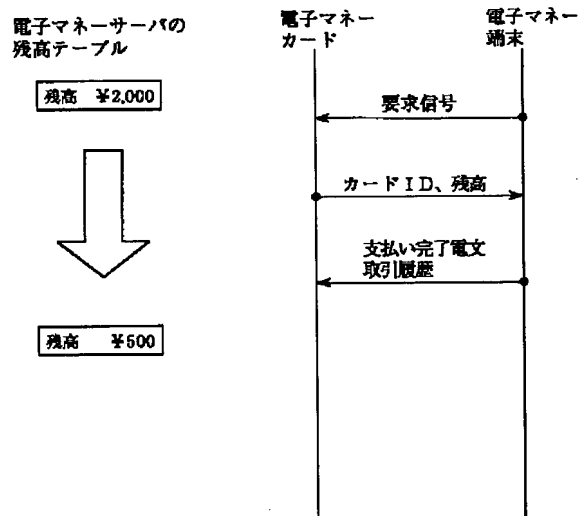 電子マネーサーバの
残高テーブル
残高 ¥2,000
残高 ¥500
電子マネー
カード
電子マネー
端末
要求信号
カードID、残高
支払い完了電文
取引履歴